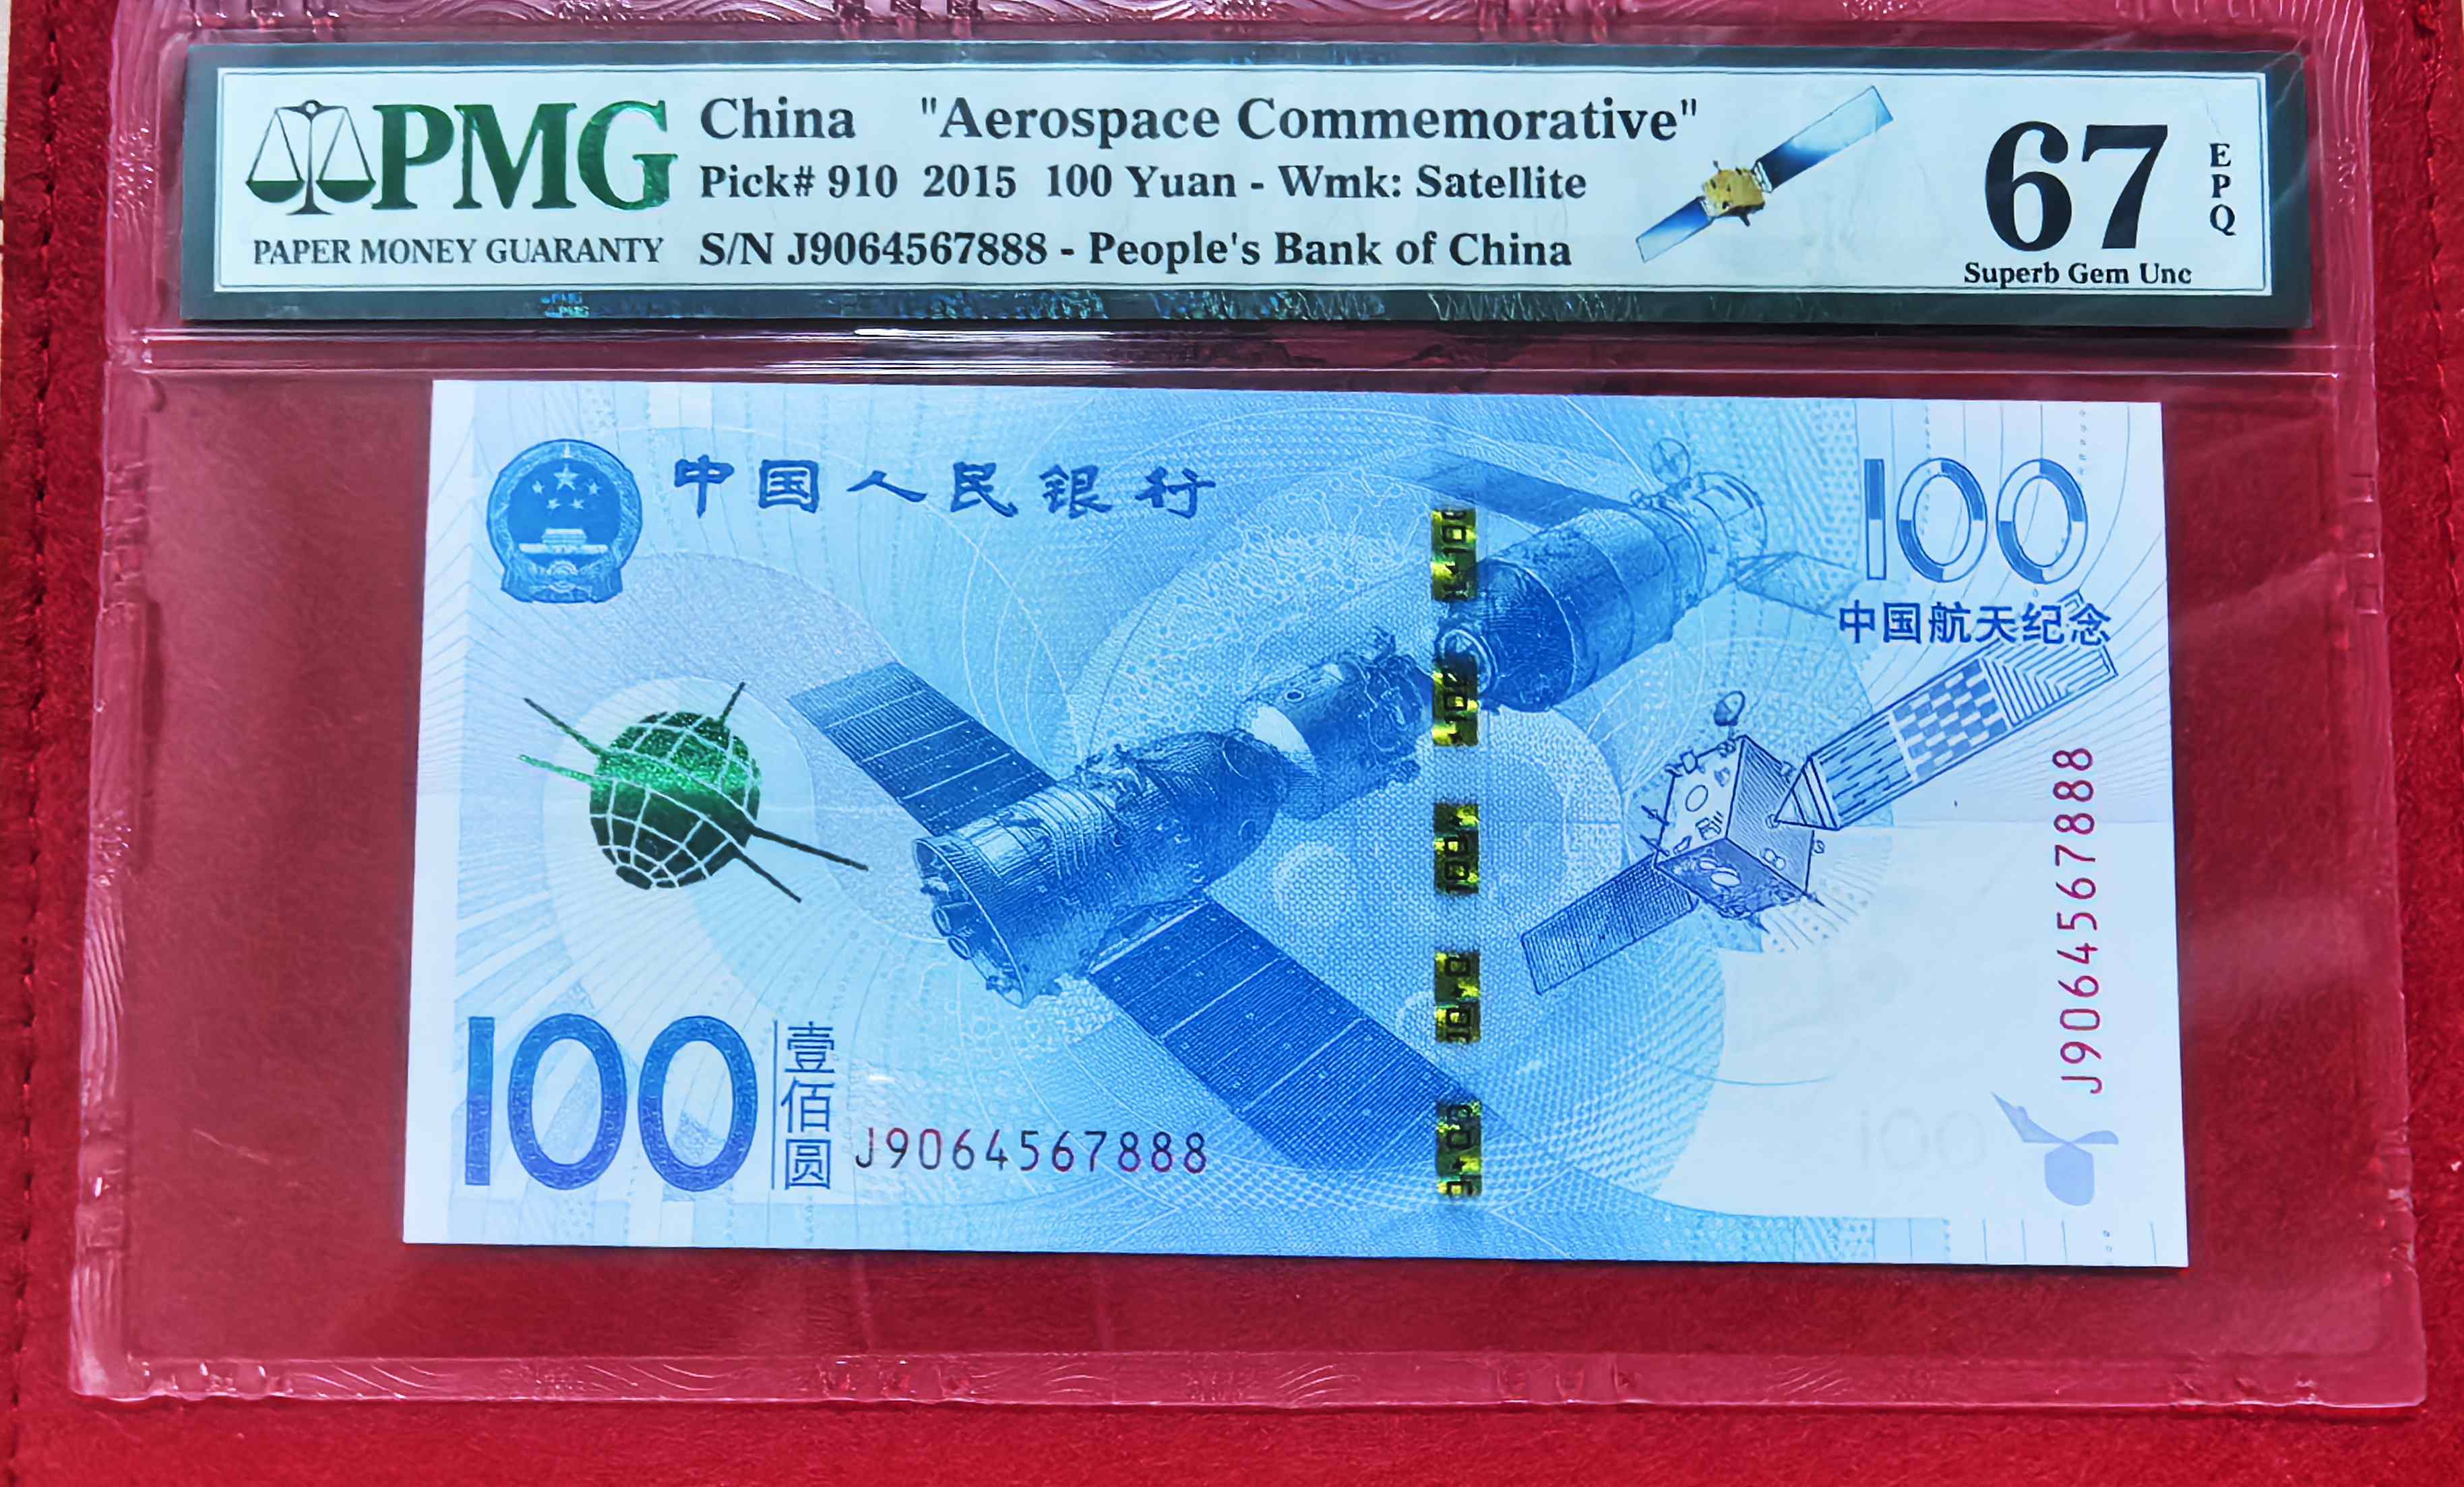 PMG
PAPER MONEY GUARANTY
China "Aerospace Commemorative"
Pick# 910 2015 100 Yuan - Wmk: Satellite
S/N J9064567888 - People's Bank of China
67
EPQ
Superb Gem Unc
中国人民银行
100
中国航天纪念
J9064567888
100
壹佰圆
J9064567888
100